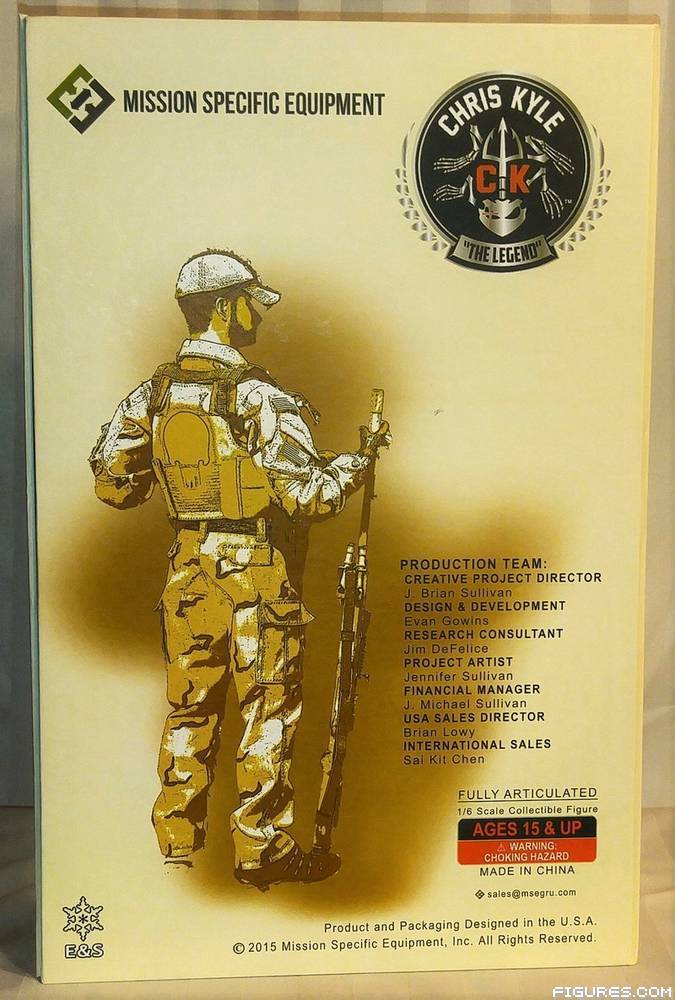 MISSION SPECIFIC EQUIPMENT
CHRIS KYLE
CK
TM
"THE LEGEND"
PRODUCTION TEAM:
CREATIVE PROJECT DIRECTOR
J. Brian Sullivan
DESIGN & DEVELOPMENT
Evan Gowins
RESEARCH CONSULTANT
Jim DeFelice
PROJECT ARTIST
Jennifer Sullivan
FINANCIAL MANAGER
J. Michael Sullivan
USA SALES DIRECTOR
Brian Lowy
INTERNATIONAL SALES
Sai Kit Chen
FULLY ARTICULATED
1/6 Scale Collectible Figure
AGES 15 & UP
⚠ WARNING:
CHOKING HAZARD
MADE IN CHINA
sales@msegru.com
E&S
Product and Packaging Designed in the U.S.A.
© 2015 Mission Specific Equipment, Inc. All Rights Reserved.
FIGURES.COM